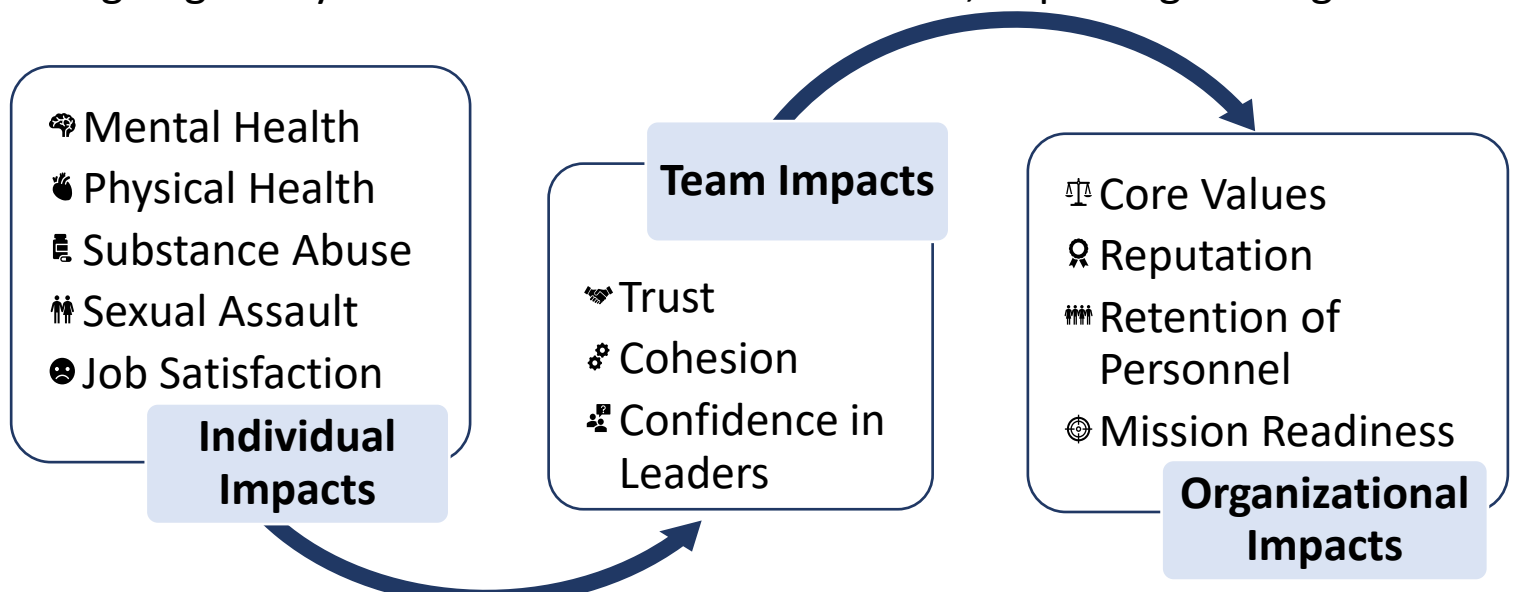 Mental Health
Physical Health
Substance Abuse
Sexual Assault
Job Satisfaction
Individual
Impacts
Team Impacts
Trust
Cohesion
Confidence in
Leaders
Core Values
Reputation
Retention of
Personnel
Mission Readiness
Organizational
Impacts